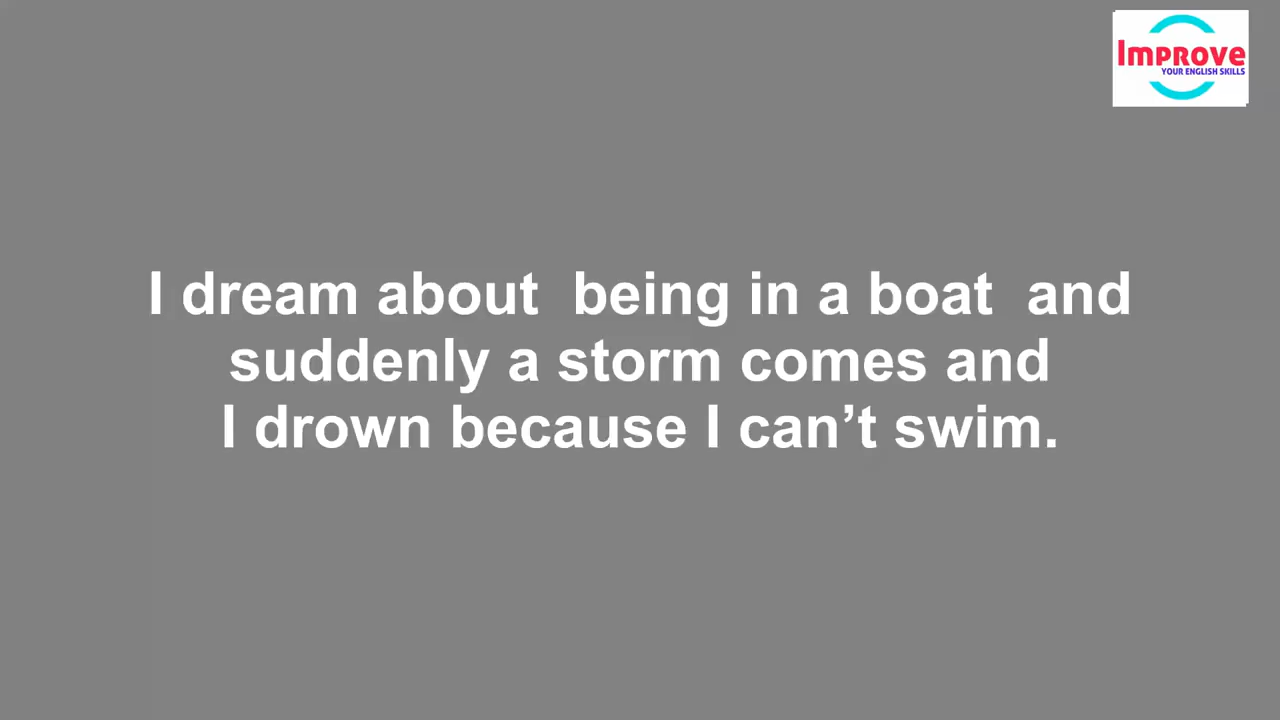 Improve
YOUR ENGLISH SKILLS
I dream about  being in a boat  and
suddenly a storm comes and
I drown because I can’t swim.